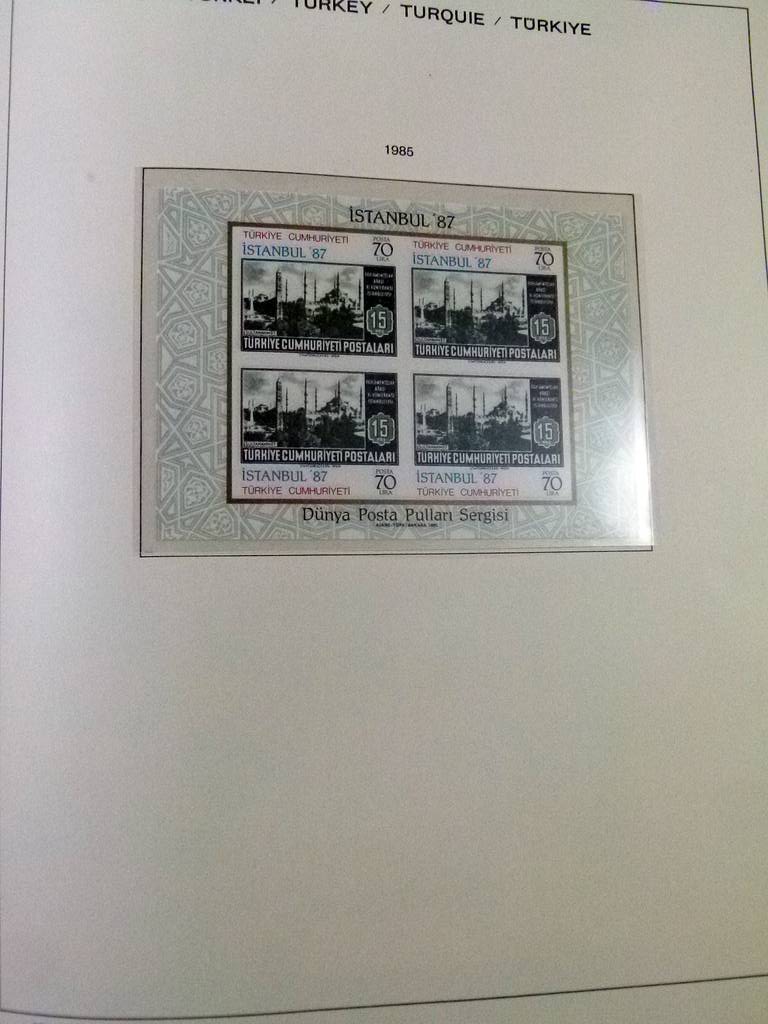 / TURKEY / TURQUIE / TÜRKİYE
1985
İSTANBUL '87
TÜRKİYE CUMHURİYETİ
İSTANBUL '87
POSTA
70
LİRA
15
TÜRKİYE CUMHURİYETİ POSTALARI
TÜRKİYE CUMHURİYETİ
İSTANBUL '87
POSTA
70
LİRA
15
TÜRKİYE CUMHURİYETİ POSTALARI
15
TÜRKİYE CUMHURİYETİ POSTALARI
İSTANBUL '87
TÜRKİYE CUMHURİYETİ
POSTA
70
LİRA
15
TÜRKİYE CUMHURİYETİ POSTALARI
İSTANBUL '87
TÜRKİYE CUMHURİYETİ
POSTA
70
LİRA
Dünya Posta Pulları Sergisi